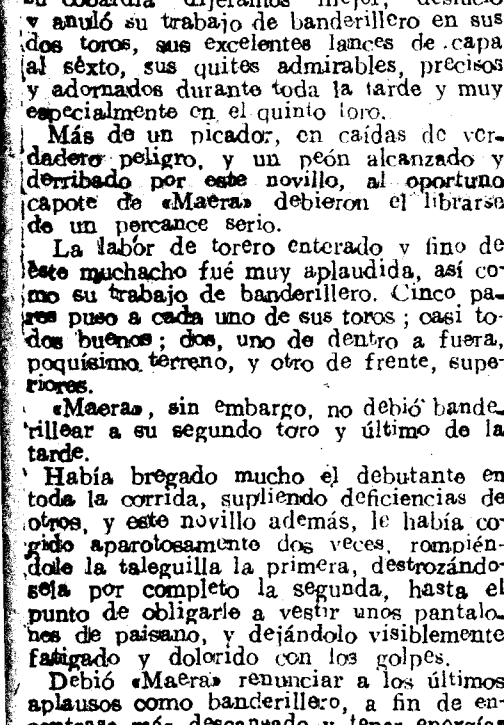 su cobardía dijéramos mejor, deslució
y anuló su trabajo de banderillero en sus
dos toros, sus excelentes lances de capa
al sexto, sus quites admirables, precisos
y adornados durante toda la tarde y muy
especialmente en el quinto toro.
Más de un picador, en caídas de ver-
dadero peligro, y un peón alcanzado y
derribado por este novillo, al oportuno
capote de «Maera» debieron el librarse
de un percance serio.
La labor de torero enterado y fino de
este muchacho fué muy aplaudida, así co-
mo su trabajo de banderillero. Cinco pa-
res puso a cada uno de sus toros; casi to-
dos buenos; dos, uno de dentro a fuera,
poquísimo terreno, y otro de frente, supe-
riores.
«Maera», sin embargo, no debió bande-
rillear a su segundo toro y último de la
tarde.
Había bregado mucho el debutante en
toda la corrida, supliendo deficiencias de
otros, y este novillo además, le había co-
gido aparotosamente dos veces, rompién-
dole la taleguilla la primera, destrozándo-
sela por completo la segunda, hasta el
punto de obligarle a vestir unos pantalo-
nes de paisano, y dejándolo visiblemente
fatigado y dolorido con los golpes.
Debió «Maera» renunciar a los últimos
aplausos como banderillero, a fin de en-
más descansado y